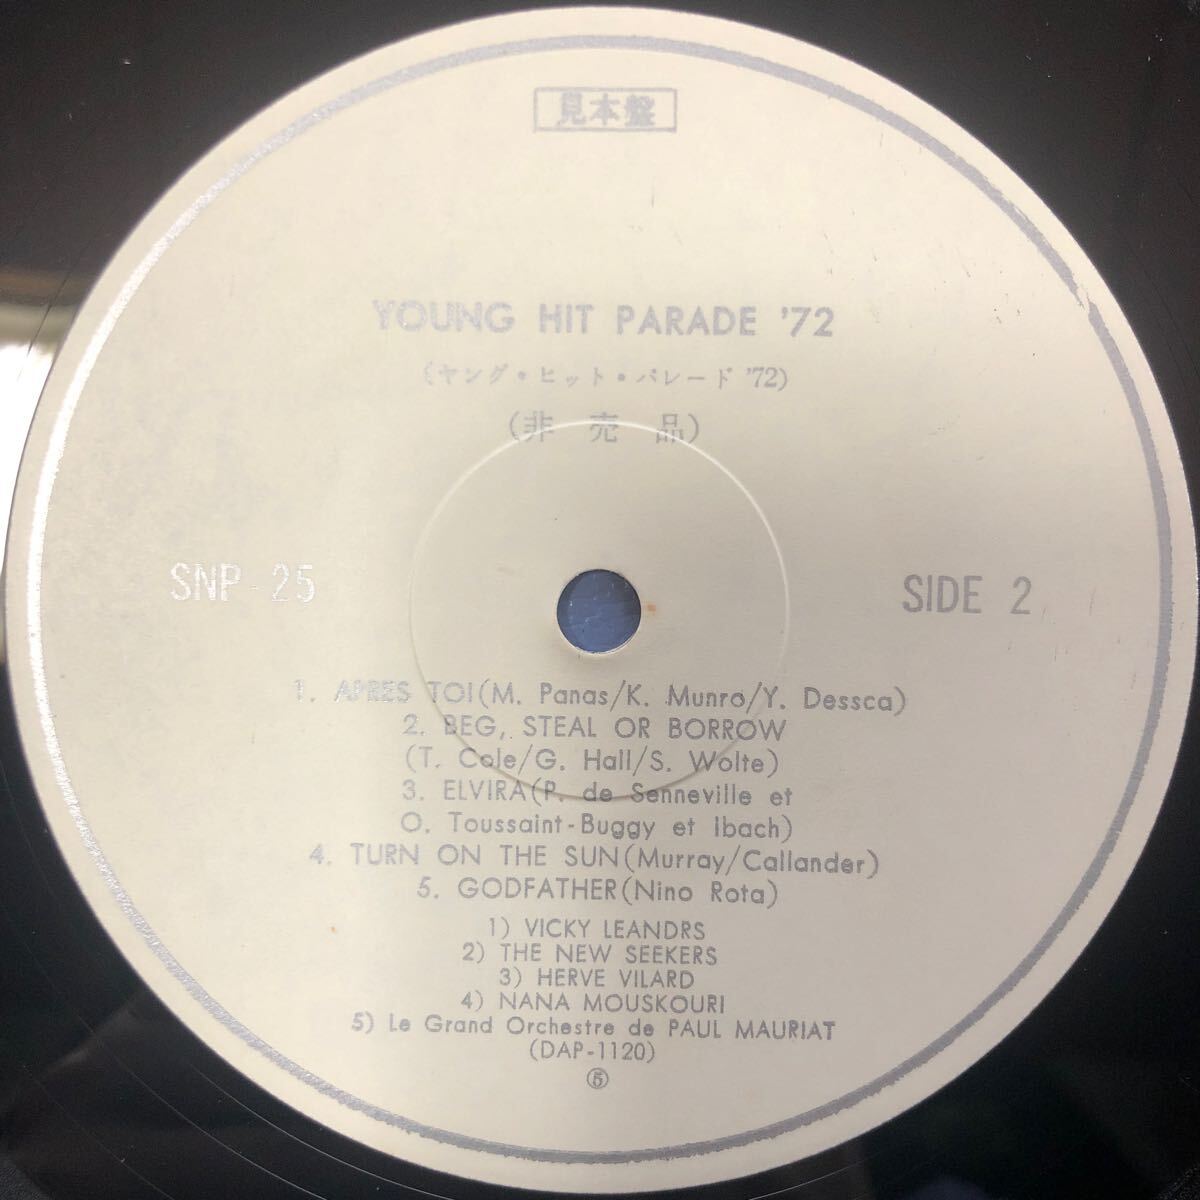 見本盤
YOUNG HIT PARADE '72
(ヤング・ヒット・パレード '72)
(非売品)
SNP-25
SIDE 2
1. APRES TOI(M. Panas/K. Munro/Y. Dessca)
2. BEG, STEAL OR BORROW
(T. Cole/G. Hall/S. Wolte)
3. ELVIRA(P. de Senneville et
O. Toussaint-Buggy et Ibach)
4. TURN ON THE SUN(Murray/Callander)
5. GODFATHER(Nino Rota)
1) VICKY LEANDRS
2) THE NEW SEEKERS
3) HERVE VILARD
4) NANA MOUSKOURI
5) Le Grand Orchestre de PAUL MAURIAT
(DAP-1120)
⑤